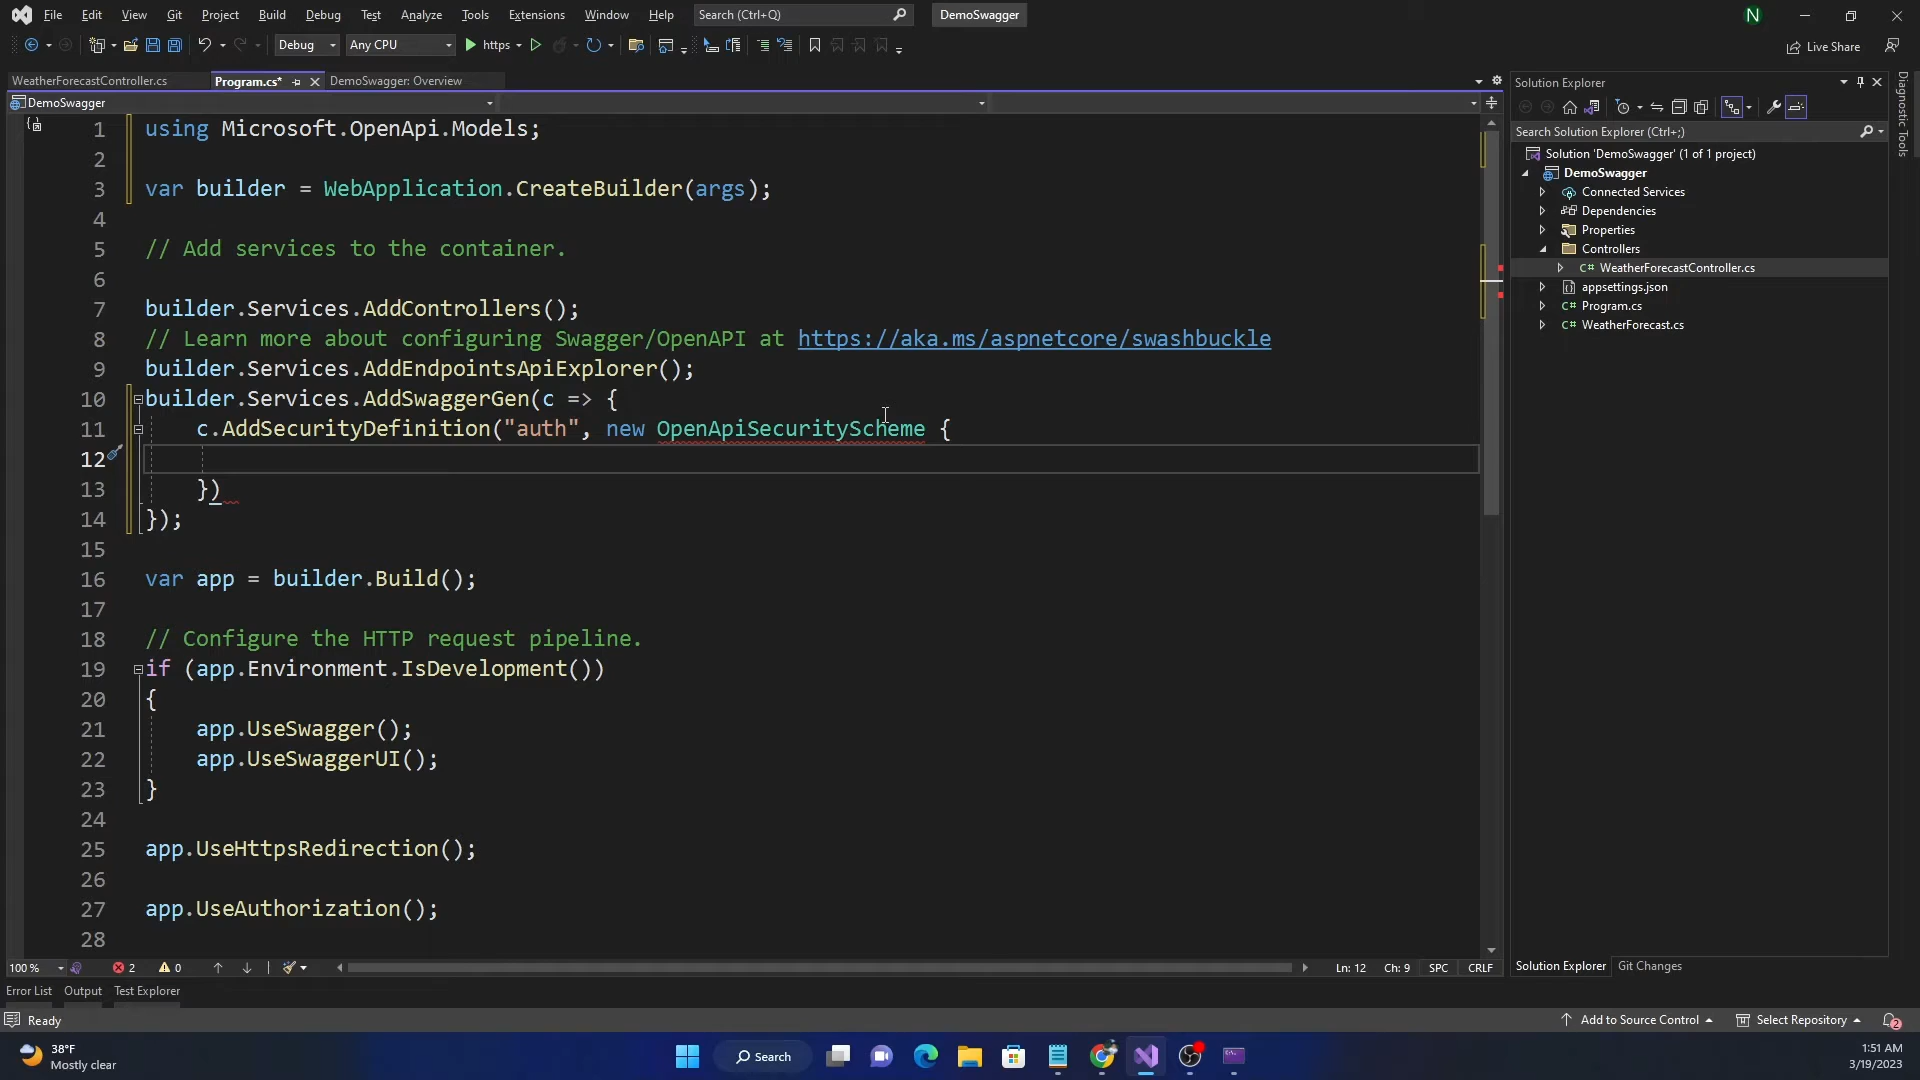 File Edit View Git Project Build Debug Test Analyze Tools Extensions Window Help Search (Ctrl+Q) DemoSwagger N
Debug Any CPU https Live Share
WeatherForecastController.cs Program.cs* DemoSwagger: Overview
DemoSwagger
1 using Microsoft.OpenApi.Models;
2
3 var builder = WebApplication.CreateBuilder(args);
4
5 // Add services to the container.
6
7 builder.Services.AddControllers();
8 // Learn more about configuring Swagger/OpenAPI at https://aka.ms/aspnetcore/swashbuckle
9 builder.Services.AddEndpointsApiExplorer();
10 builder.Services.AddSwaggerGen(c => {
11 c.AddSecurityDefinition("auth", new OpenApiSecurityScheme {
12
13 })
14 });
15
16 var app = builder.Build();
17
18 // Configure the HTTP request pipeline.
19 if (app.Environment.IsDevelopment())
20 {
21 app.UseSwagger();
22 app.UseSwaggerUI();
23 }
24
25 app.UseHttpsRedirection();
26
27 app.UseAuthorization();
28
100 % 2 0 Ln: 12 Ch: 9 SPC CRLF
Error List Output Test Explorer
Ready
Solution Explorer
Search Solution Explorer (Ctrl+;)
Solution 'DemoSwagger' (1 of 1 project)
DemoSwagger
Connected Services
Dependencies
Properties
Controllers
C# WeatherForecastController.cs
appsettings.json
C# Program.cs
C# WeatherForecast.cs
Solution Explorer Git Changes
Diagnostic Tools
Add to Source Control Select Repository 2
38°F
Mostly clear
Search
1:51 AM
3/19/2023